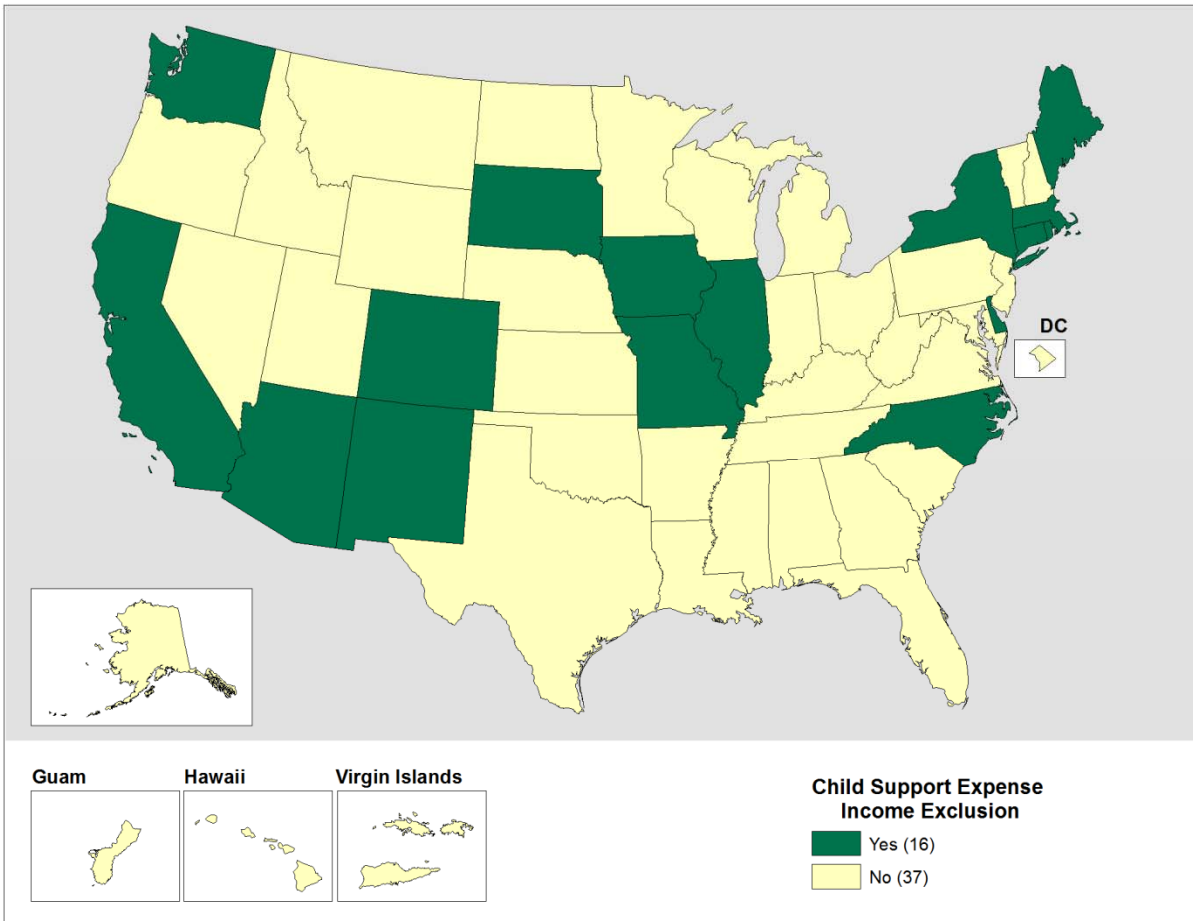 DC
Guam
Hawaii
Virgin Islands
Child Support Expense
Income Exclusion
Yes (16)
No (37)